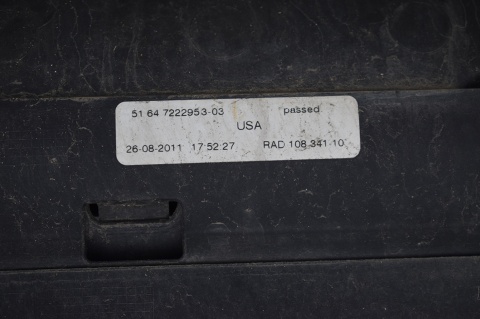 51 64 7222953-03 passed
USA
26-08-2011 17:52:27 RAD 108.341-10